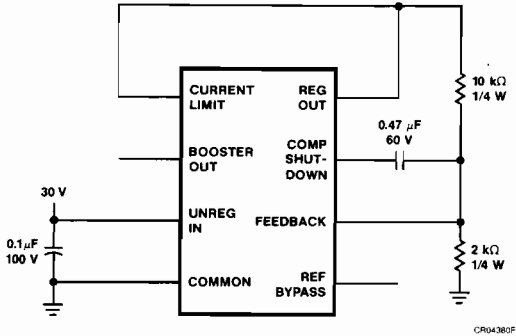 CURRENT
LIMIT
REG
OUT
10 kΩ
1/4 W
BOOSTER
OUT
COMP
SHUT-
DOWN
0.47 μF
60 V
30 V
UNREG
IN
FEEDBACK
0.1μF
100 V
2 kΩ
1/4 W
COMMON
REF
BYPASS
CR04380F